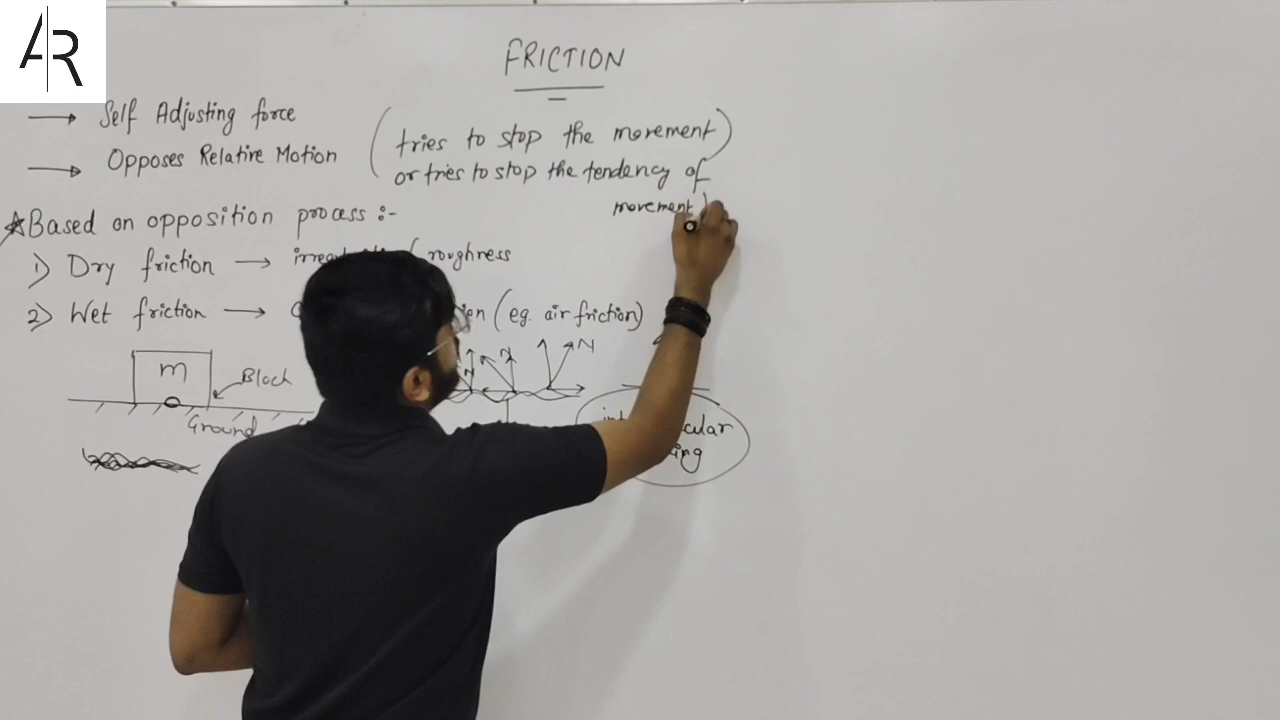 AR
FRICTION
→ Self Adjusting force
→ Opposes Relative Motion
(tries to stop the movement)
or tries to stop the tendency of
movement)
★Based on opposition process :-
1) Dry friction → roughness
2) Wet friction → (eg. air friction)
m
Block
Ground
N
N
N